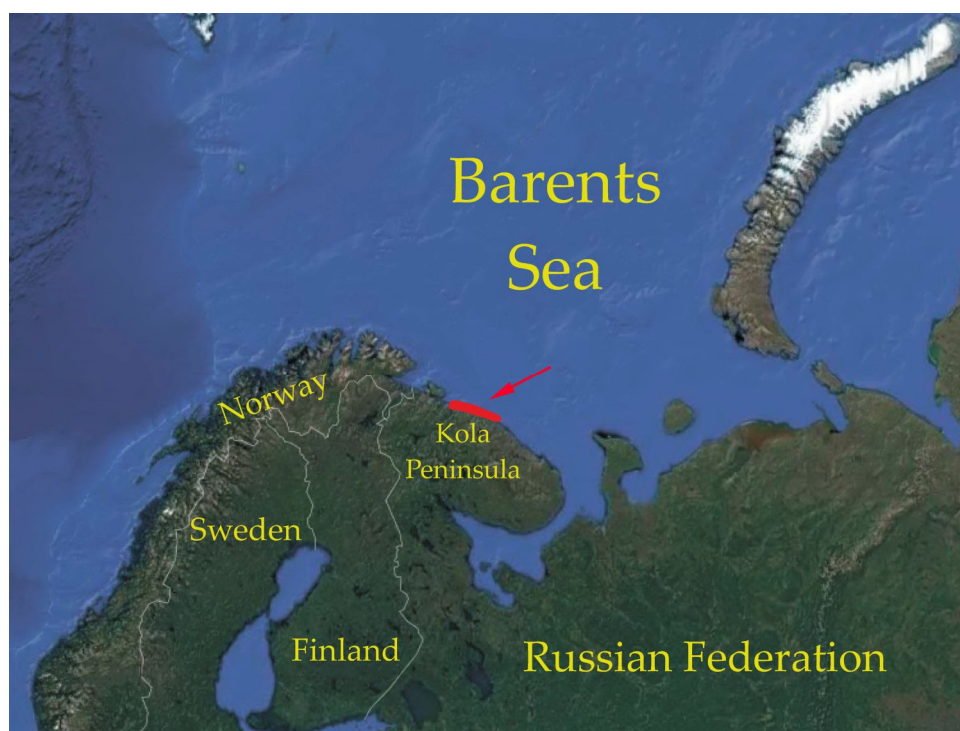 Barents
Sea
Norway
Kola
Peninsula
Sweden
Finland
Russian Federation